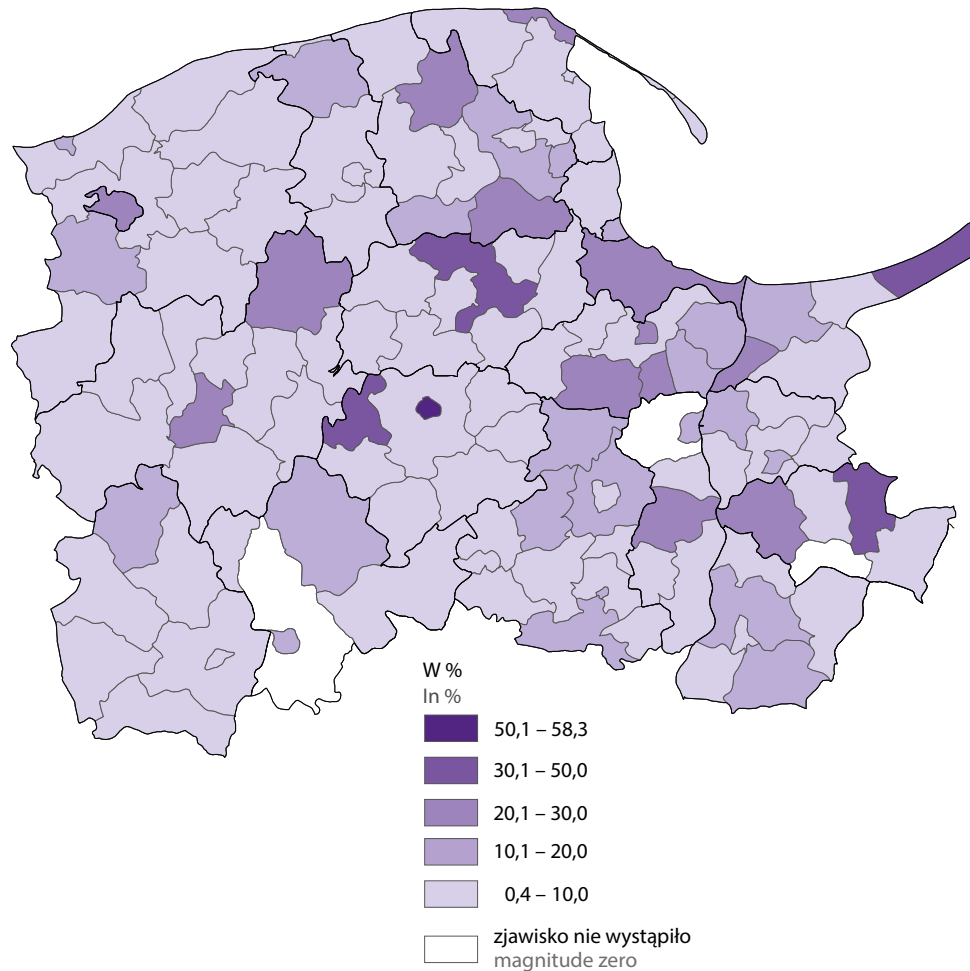 W %
In %
50,1 – 58,3
30,1 – 50,0
20,1 – 30,0
10,1 – 20,0
0,4 – 10,0
zjawisko nie wystąpiło
magnitude zero